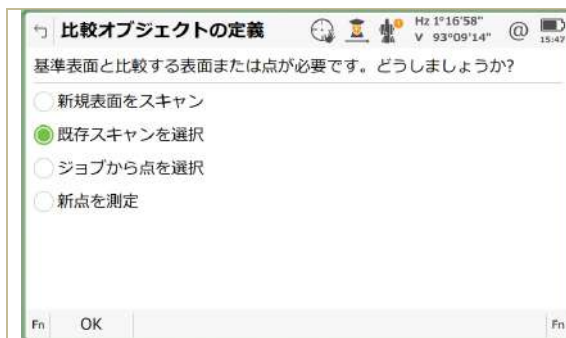 比較オブジェクトの定義
Hz 1°16'58"
V 93°09'14"
@
15:47
基準表面と比較する表面または点が必要です。どうしましょうか?
新規表面をスキャン
既存スキャンを選択
ジョブから点を選択
新点を測定
Fn OK Fn